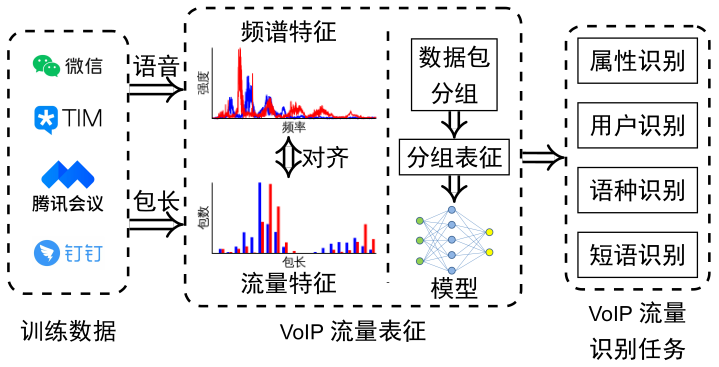 微信
TIM
腾讯会议
钉钉
训练数据
语音
包长
频谱特征
强度
频率
对齐
包数
包长
流量特征
数据包
分组
分组表征
模型
VoIP 流量表征
属性识别
用户识别
语种识别
短语识别
VoIP 流量
识别任务